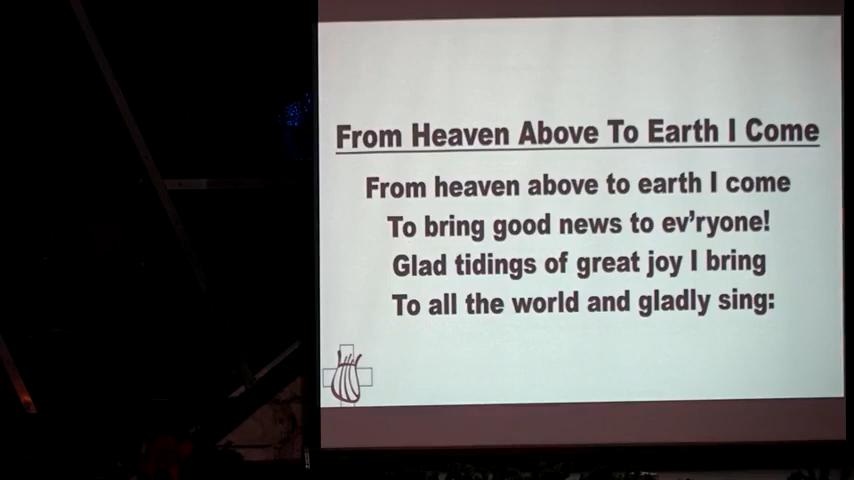 From Heaven Above To Earth I Come
From heaven above to earth I come
To bring good news to ev'ryone!
Glad tidings of great joy I bring
To all the world and gladly sing: